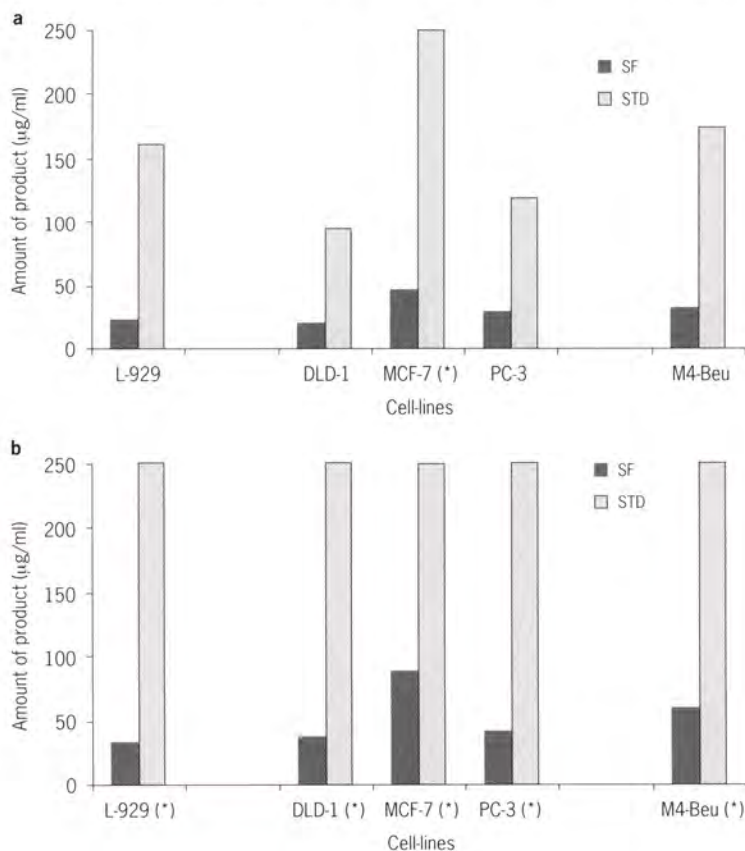 a
250
200
150
100
50
0
Amount of product (µg/ml)
SF
STD
L-929 DLD-1 MCF-7 (*) PC-3 M4-Beu
Cell-lines
b
250
200
150
100
50
0
Amount of product (µg/ml)
SF
STD
L-929 (*) DLD-1 (*) MCF-7 (*) PC-3 (*) M4-Beu (*)
Cell-lines